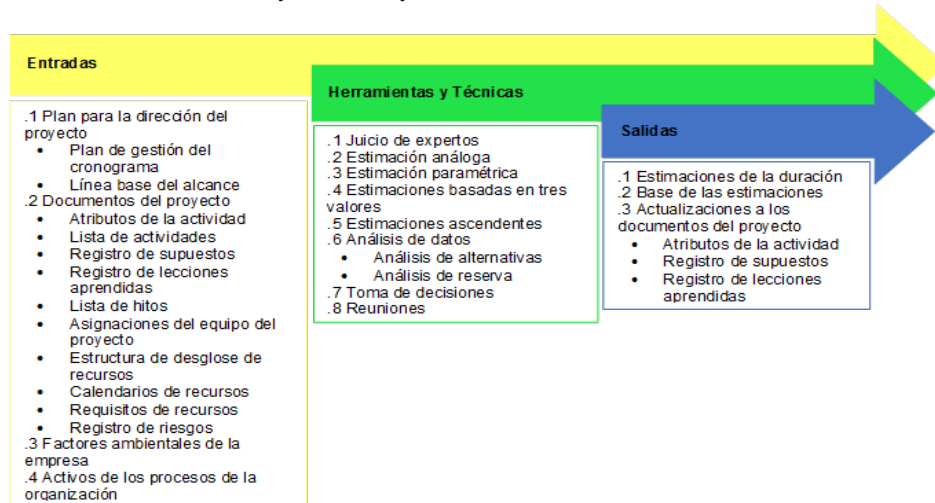 Entradas
.1 Plan para la dirección del
proyecto
• Plan de gestión del
cronograma
• Línea base del alcance
.2 Documentos del proyecto
• Atributos de la actividad
• Lista de actividades
• Registro de supuestos
• Registro de lecciones
aprendidas
• Lista de hitos
• Asignaciones del equipo del
proyecto
• Estructura de desglose de
recursos
• Calendarios de recursos
• Requisitos de recursos
• Registro de riesgos
.3 Factores ambientales de la
empresa
.4 Activos de los procesos de la
organización
Herramientas y Técnicas
.1 Juicio de expertos
.2 Estimación análoga
.3 Estimación paramétrica
.4 Estimaciones basadas en tres
valores
.5 Estimaciones ascendentes
.6 Análisis de datos
• Análisis de alternativas
• Análisis de reserva
.7 Toma de decisiones
.8 Reuniones
Salidas
.1 Estimaciones de la duración
.2 Base de las estimaciones
.3 Actualizaciones a los
documentos del proyecto
• Atributos de la actividad
• Registro de supuestos
• Registro de lecciones
aprendidas